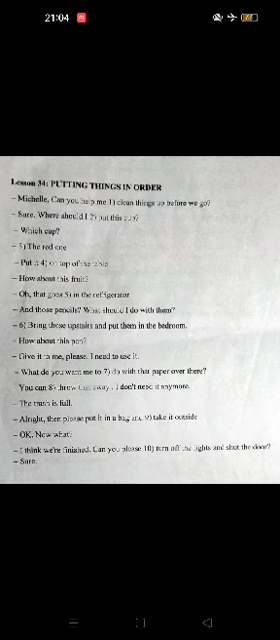 21:04
Lesson 34: PUTTING THINGS IN ORDER
– Michelle, Can you help me 1) clean things up before we go?
– Sure. Where should I 2) put this cup?
– Which cup?
– 3) The red one
– Put it 4) on top of the table
– How about this fruit?
– Oh, that goes 5) in the refrigerator
– And those pencils? What should I do with them?
– 6) Bring those upstairs and put them in the bedroom.
How about this pen?
– Give it to me, please. I need to use it.
– What do you want me to 7) do with that paper over there?
You can 8) threw that away. I don't need it anymore.
– The trash is full.
– Alright, then please put it in a bag and 9) take it outside
– OK. Now what?
– I think we're finished. Can you please 10) turn off the lights and shut the door?
– Sure.